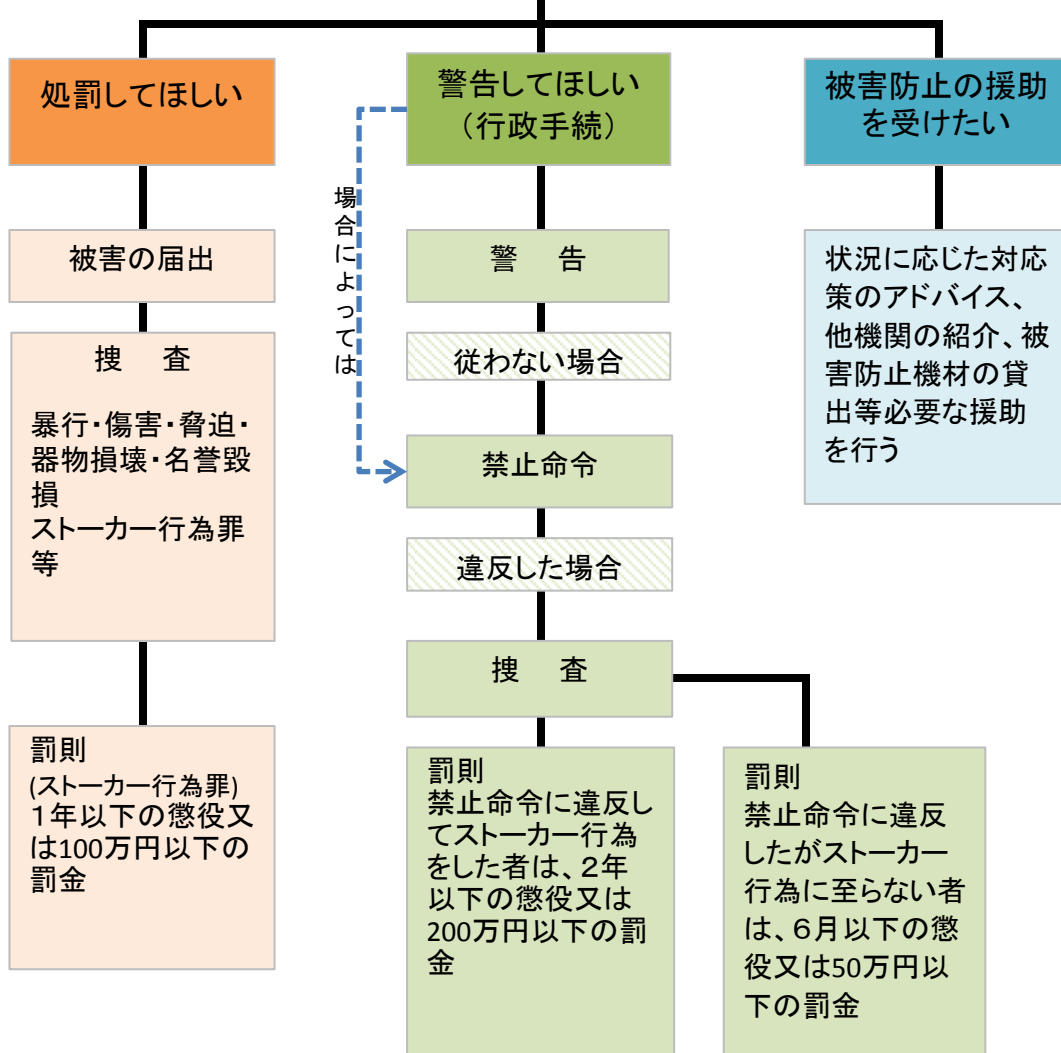 処罰してほしい
警告してほしい
（行政手続）
被害防止の援助
を受けたい
場合によっては
被害の届出
捜　査
暴行・傷害・脅迫・
器物損壊・名誉毀
損
ストーカー行為罪
等
罰則
(ストーカー行為罪)
１年以下の懲役又
は100万円以下の
罰金
警　告
従わない場合
禁止命令
違反した場合
捜　査
罰則
禁止命令に違反し
てストーカー行為
をした者は、２年
以下の懲役又は
200万円以下の罰
金
罰則
禁止命令に違反
したがストーカー
行為に至らない者
は、６月以下の懲
役又は50万円以
下の罰金
状況に応じた対応
策のアドバイス、
他機関の紹介、被
害防止機材の貸
出等必要な援助
を行う